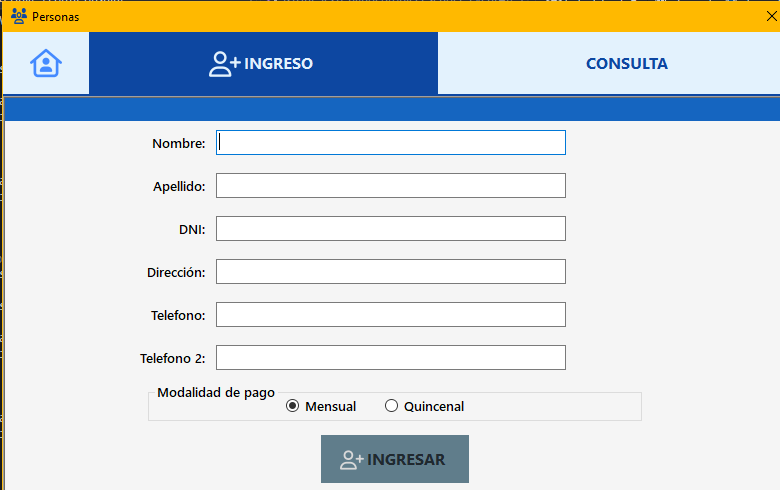 Personas
INGRESO
CONSULTA
Nombre:
Apellido:
DNI:
Dirección:
Telefono:
Telefono 2:
Modalidad de pago
Mensual
Quincenal
INGRESAR